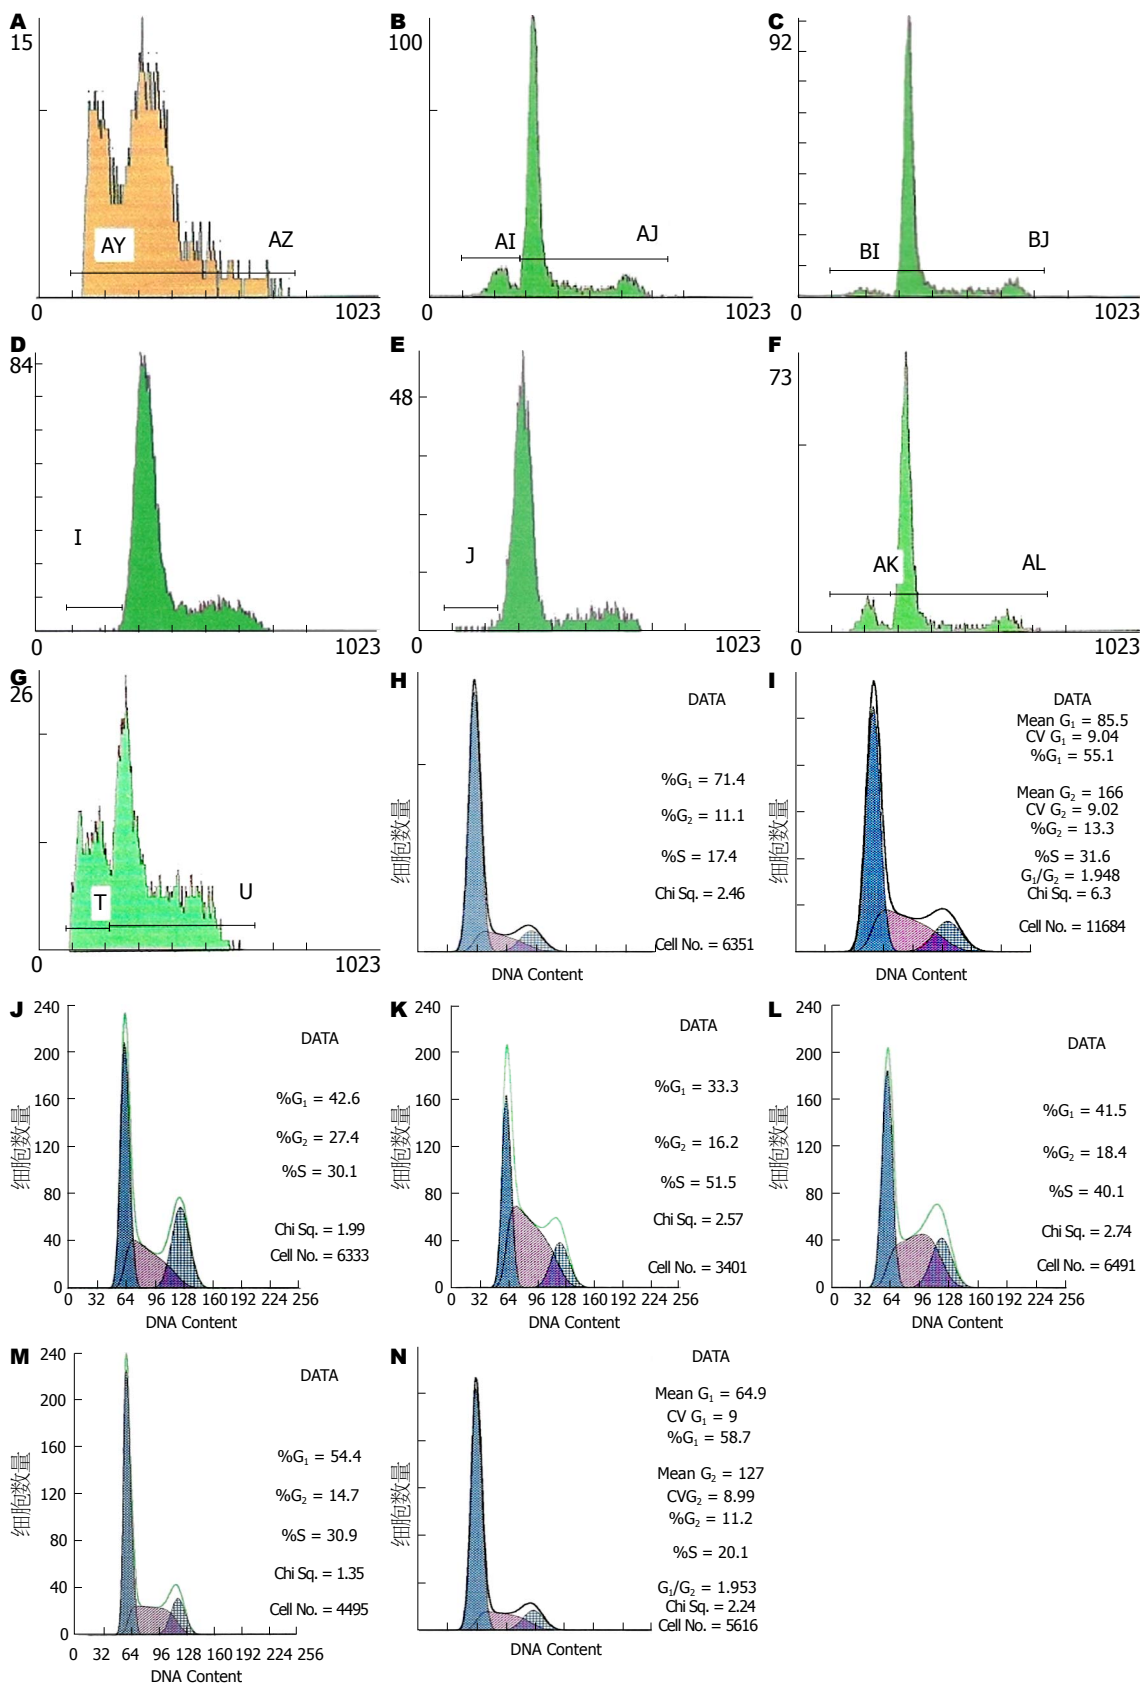 A
15
AY
AZ
0
1023
B
100
AI
AJ
0
1023
C
92
BI
BJ
0
1023
D
84
I
0
1023
E
48
J
0
1023
F
73
AK
AL
0
1023
G
26
T
U
0
1023
H
细胞数量
DATA
%G₁ = 71.4
%G₂ = 11.1
%S = 17.4
Chi Sq. = 2.46
Cell No. = 6351
DNA Content
I
细胞数量
DATA
Mean G₁ = 85.5
CV G₁ = 9.04
%G₁ = 55.1
Mean G₂ = 166
CV G₂ = 9.02
%G₂ = 13.3
%S = 31.6
G₁/G₂ = 1.948
Chi Sq. = 6.3
Cell No. = 11684
DNA Content
J
细胞数量
240
200
160
120
80
40
0
DATA
%G₁ = 42.6
%G₂ = 27.4
%S = 30.1
Chi Sq. = 1.99
Cell No. = 6333
0 32 64 96 128 160 192 224 256
DNA Content
K
细胞数量
240
200
160
120
80
40
0
DATA
%G₁ = 33.3
%G₂ = 16.2
%S = 51.5
Chi Sq. = 2.57
Cell No. = 3401
0 32 64 96 128 160 192 224 256
DNA Content
L
细胞数量
240
200
160
120
80
40
0
DATA
%G₁ = 41.5
%G₂ = 18.4
%S = 40.1
Chi Sq. = 2.74
Cell No. = 6491
0 32 64 96 128 160 192 224 256
DNA Content
M
细胞数量
240
200
160
120
80
40
0
DATA
%G₁ = 54.4
%G₂ = 14.7
%S = 30.9
Chi Sq. = 1.35
Cell No. = 4495
0 32 64 96 128 160 192 224 256
DNA Content
N
细胞数量
DATA
Mean G₁ = 64.9
CV G₁ = 9
%G₁ = 58.7
Mean G₂ = 127
CVG₂ = 8.99
%G₂ = 11.2
%S = 20.1
G₁/G₂ = 1.953
Chi Sq. = 2.24
Cell No. = 5616
DNA Content